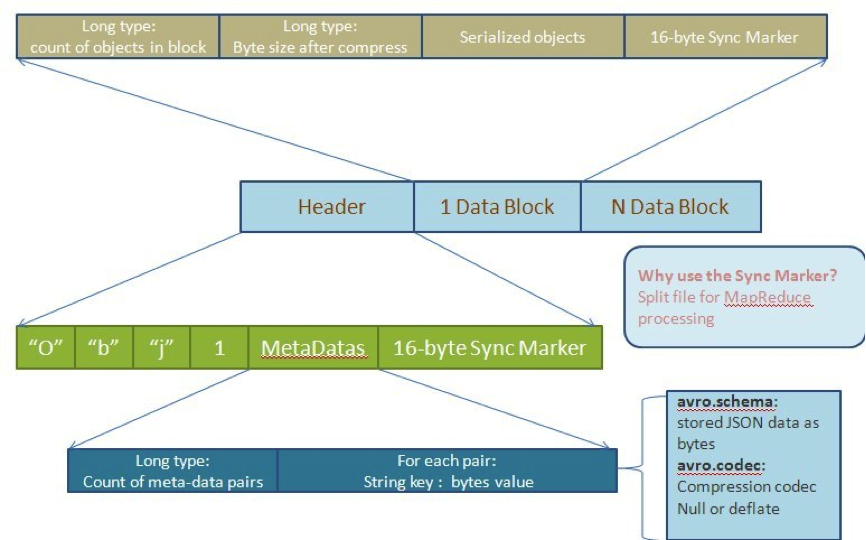 Long type:
count of objects in block
Long type:
Byte size after compress
Serialized objects
16-byte Sync Marker
Header
1 Data Block
N Data Block
Why use the Sync Marker?
Split file for MapReduce
processing
“O”
“b”
“j”
1
MetaDatas
16-byte Sync Marker
avro.schema:
stored JSON data as
bytes
avro.codec:
Compression codec
Null or deflate
Long type:
Count of meta-data pairs
For each pair:
String key : bytes value